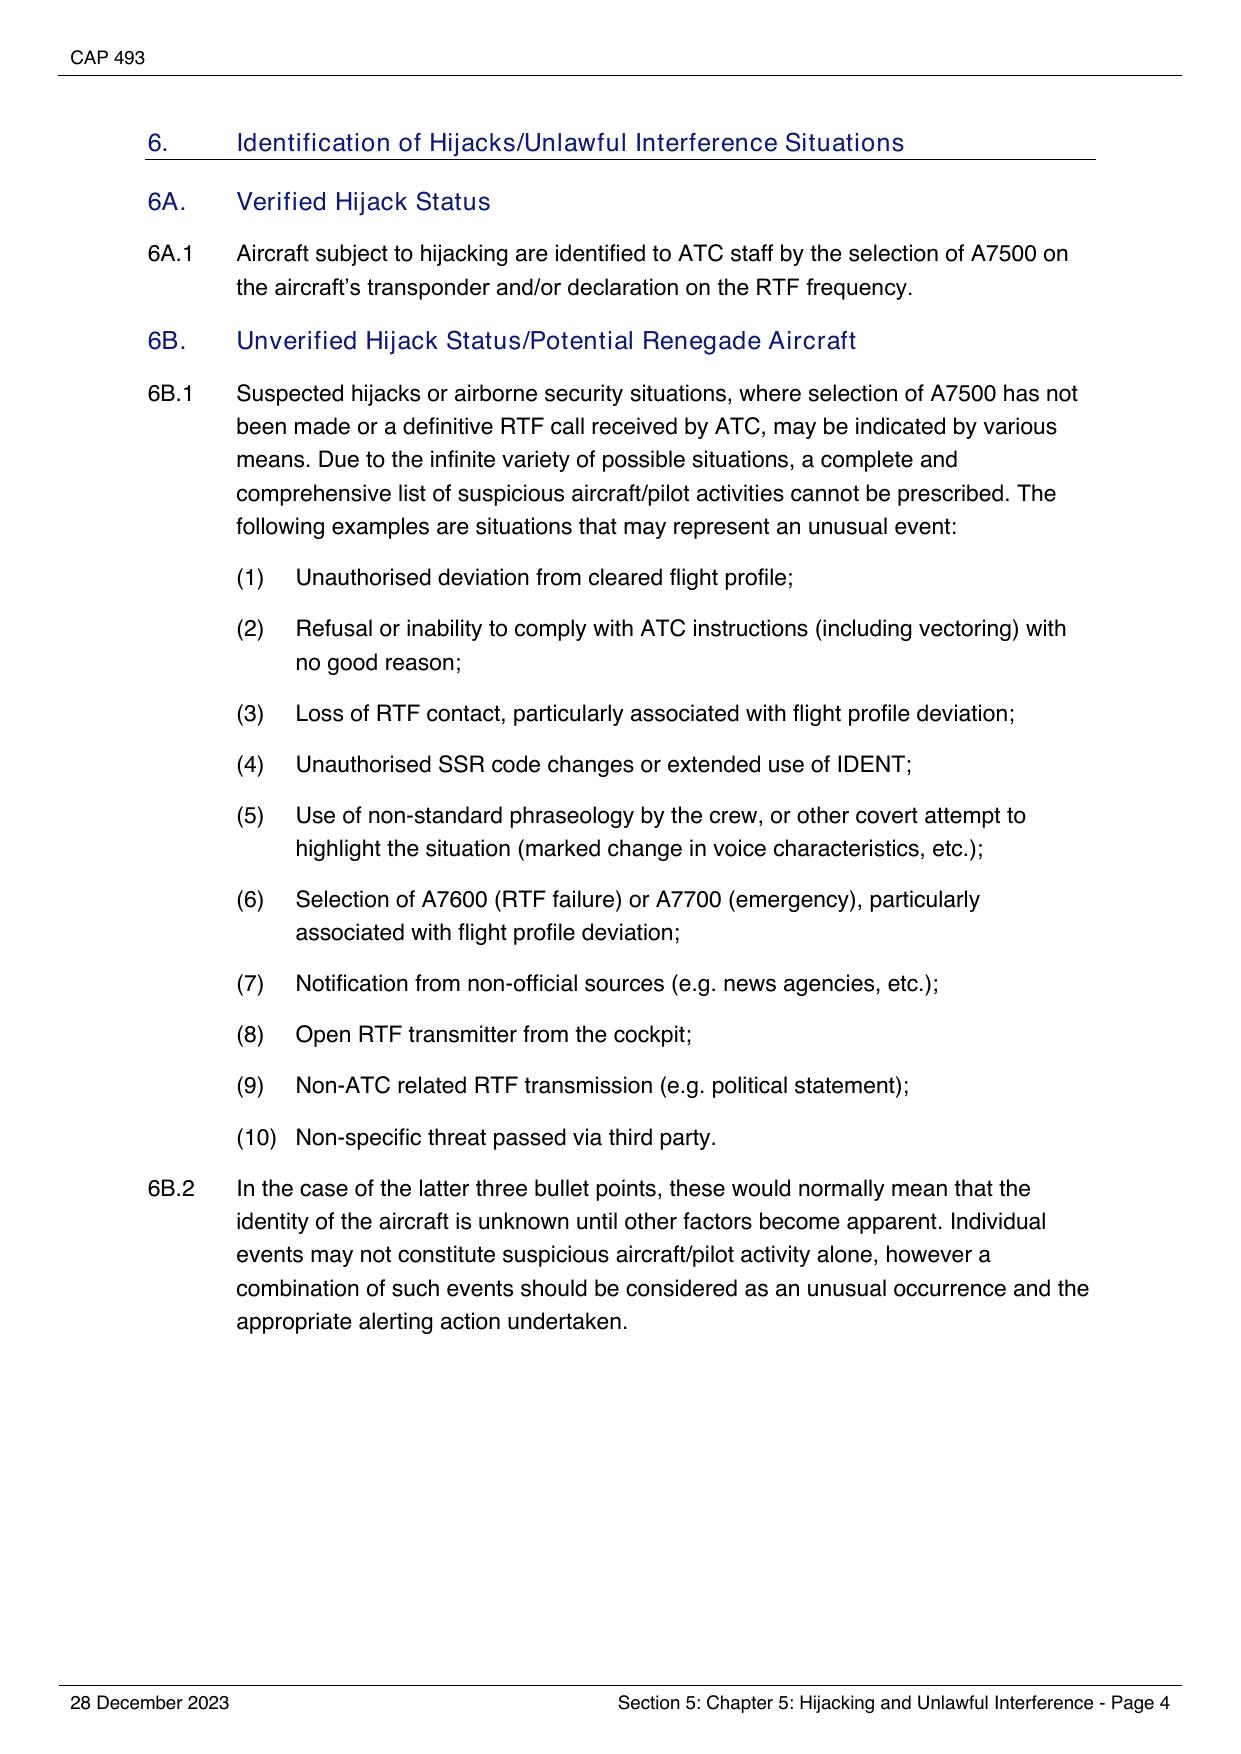 CAP 493
6. Identification of Hijacks/Unlawful Interference Situations
6A. Verified Hijack Status
6A.1 Aircraft subject to hijacking are identified to ATC staff by the selection of A7500 on
the aircraft’s transponder and/or declaration on the RTF frequency.
6B. Unverified Hijack Status/Potential Renegade Aircraft
6B.1 Suspected hijacks or airborne security situations, where selection of A7500 has not
been made or a definitive RTF call received by ATC, may be indicated by various
means. Due to the infinite variety of possible situations, a complete and
comprehensive list of suspicious aircraft/pilot activities cannot be prescribed. The
following examples are situations that may represent an unusual event:
(1) Unauthorised deviation from cleared flight profile;
(2) Refusal or inability to comply with ATC instructions (including vectoring) with
no good reason;
(3) Loss of RTF contact, particularly associated with flight profile deviation;
(4) Unauthorised SSR code changes or extended use of IDENT;
(5) Use of non-standard phraseology by the crew, or other covert attempt to
highlight the situation (marked change in voice characteristics, etc.);
(6) Selection of A7600 (RTF failure) or A7700 (emergency), particularly
associated with flight profile deviation;
(7) Notification from non-official sources (e.g. news agencies, etc.);
(8) Open RTF transmitter from the cockpit;
(9) Non-ATC related RTF transmission (e.g. political statement);
(10) Non-specific threat passed via third party.
6B.2 In the case of the latter three bullet points, these would normally mean that the
identity of the aircraft is unknown until other factors become apparent. Individual
events may not constitute suspicious aircraft/pilot activity alone, however a
combination of such events should be considered as an unusual occurrence and the
appropriate alerting action undertaken.
28 December 2023 Section 5: Chapter 5: Hijacking and Unlawful Interference - Page 4